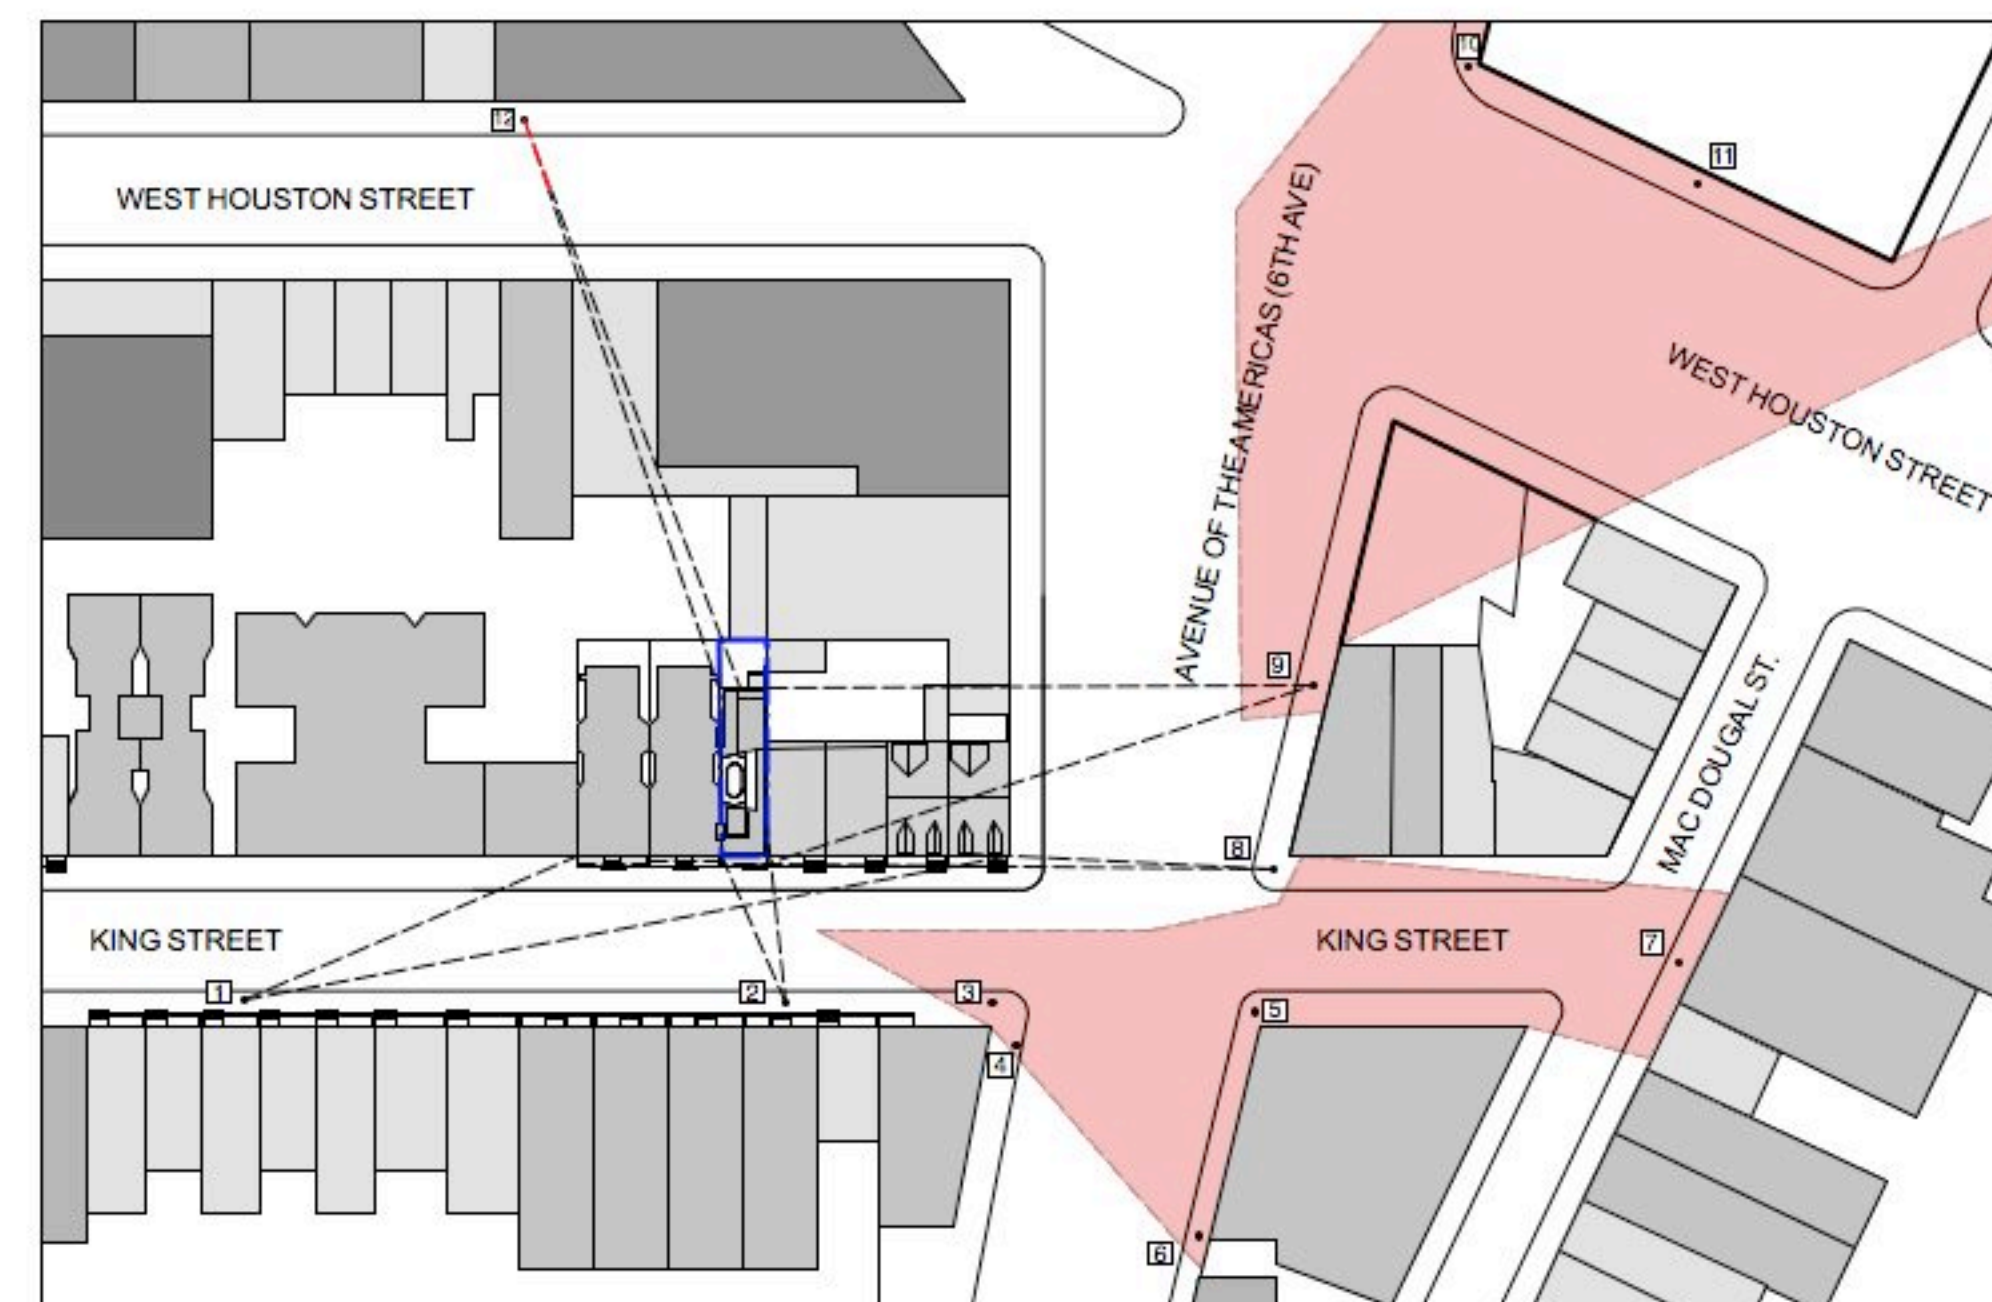 10
12
11
WEST HOUSTON STREET
AVENUE OF THE AMERICAS (6TH AVE)
WEST HOUSTON STREET
9
MAC DOUGAL ST.
8
KING STREET
KING STREET
7
1
2
3
5
4
6